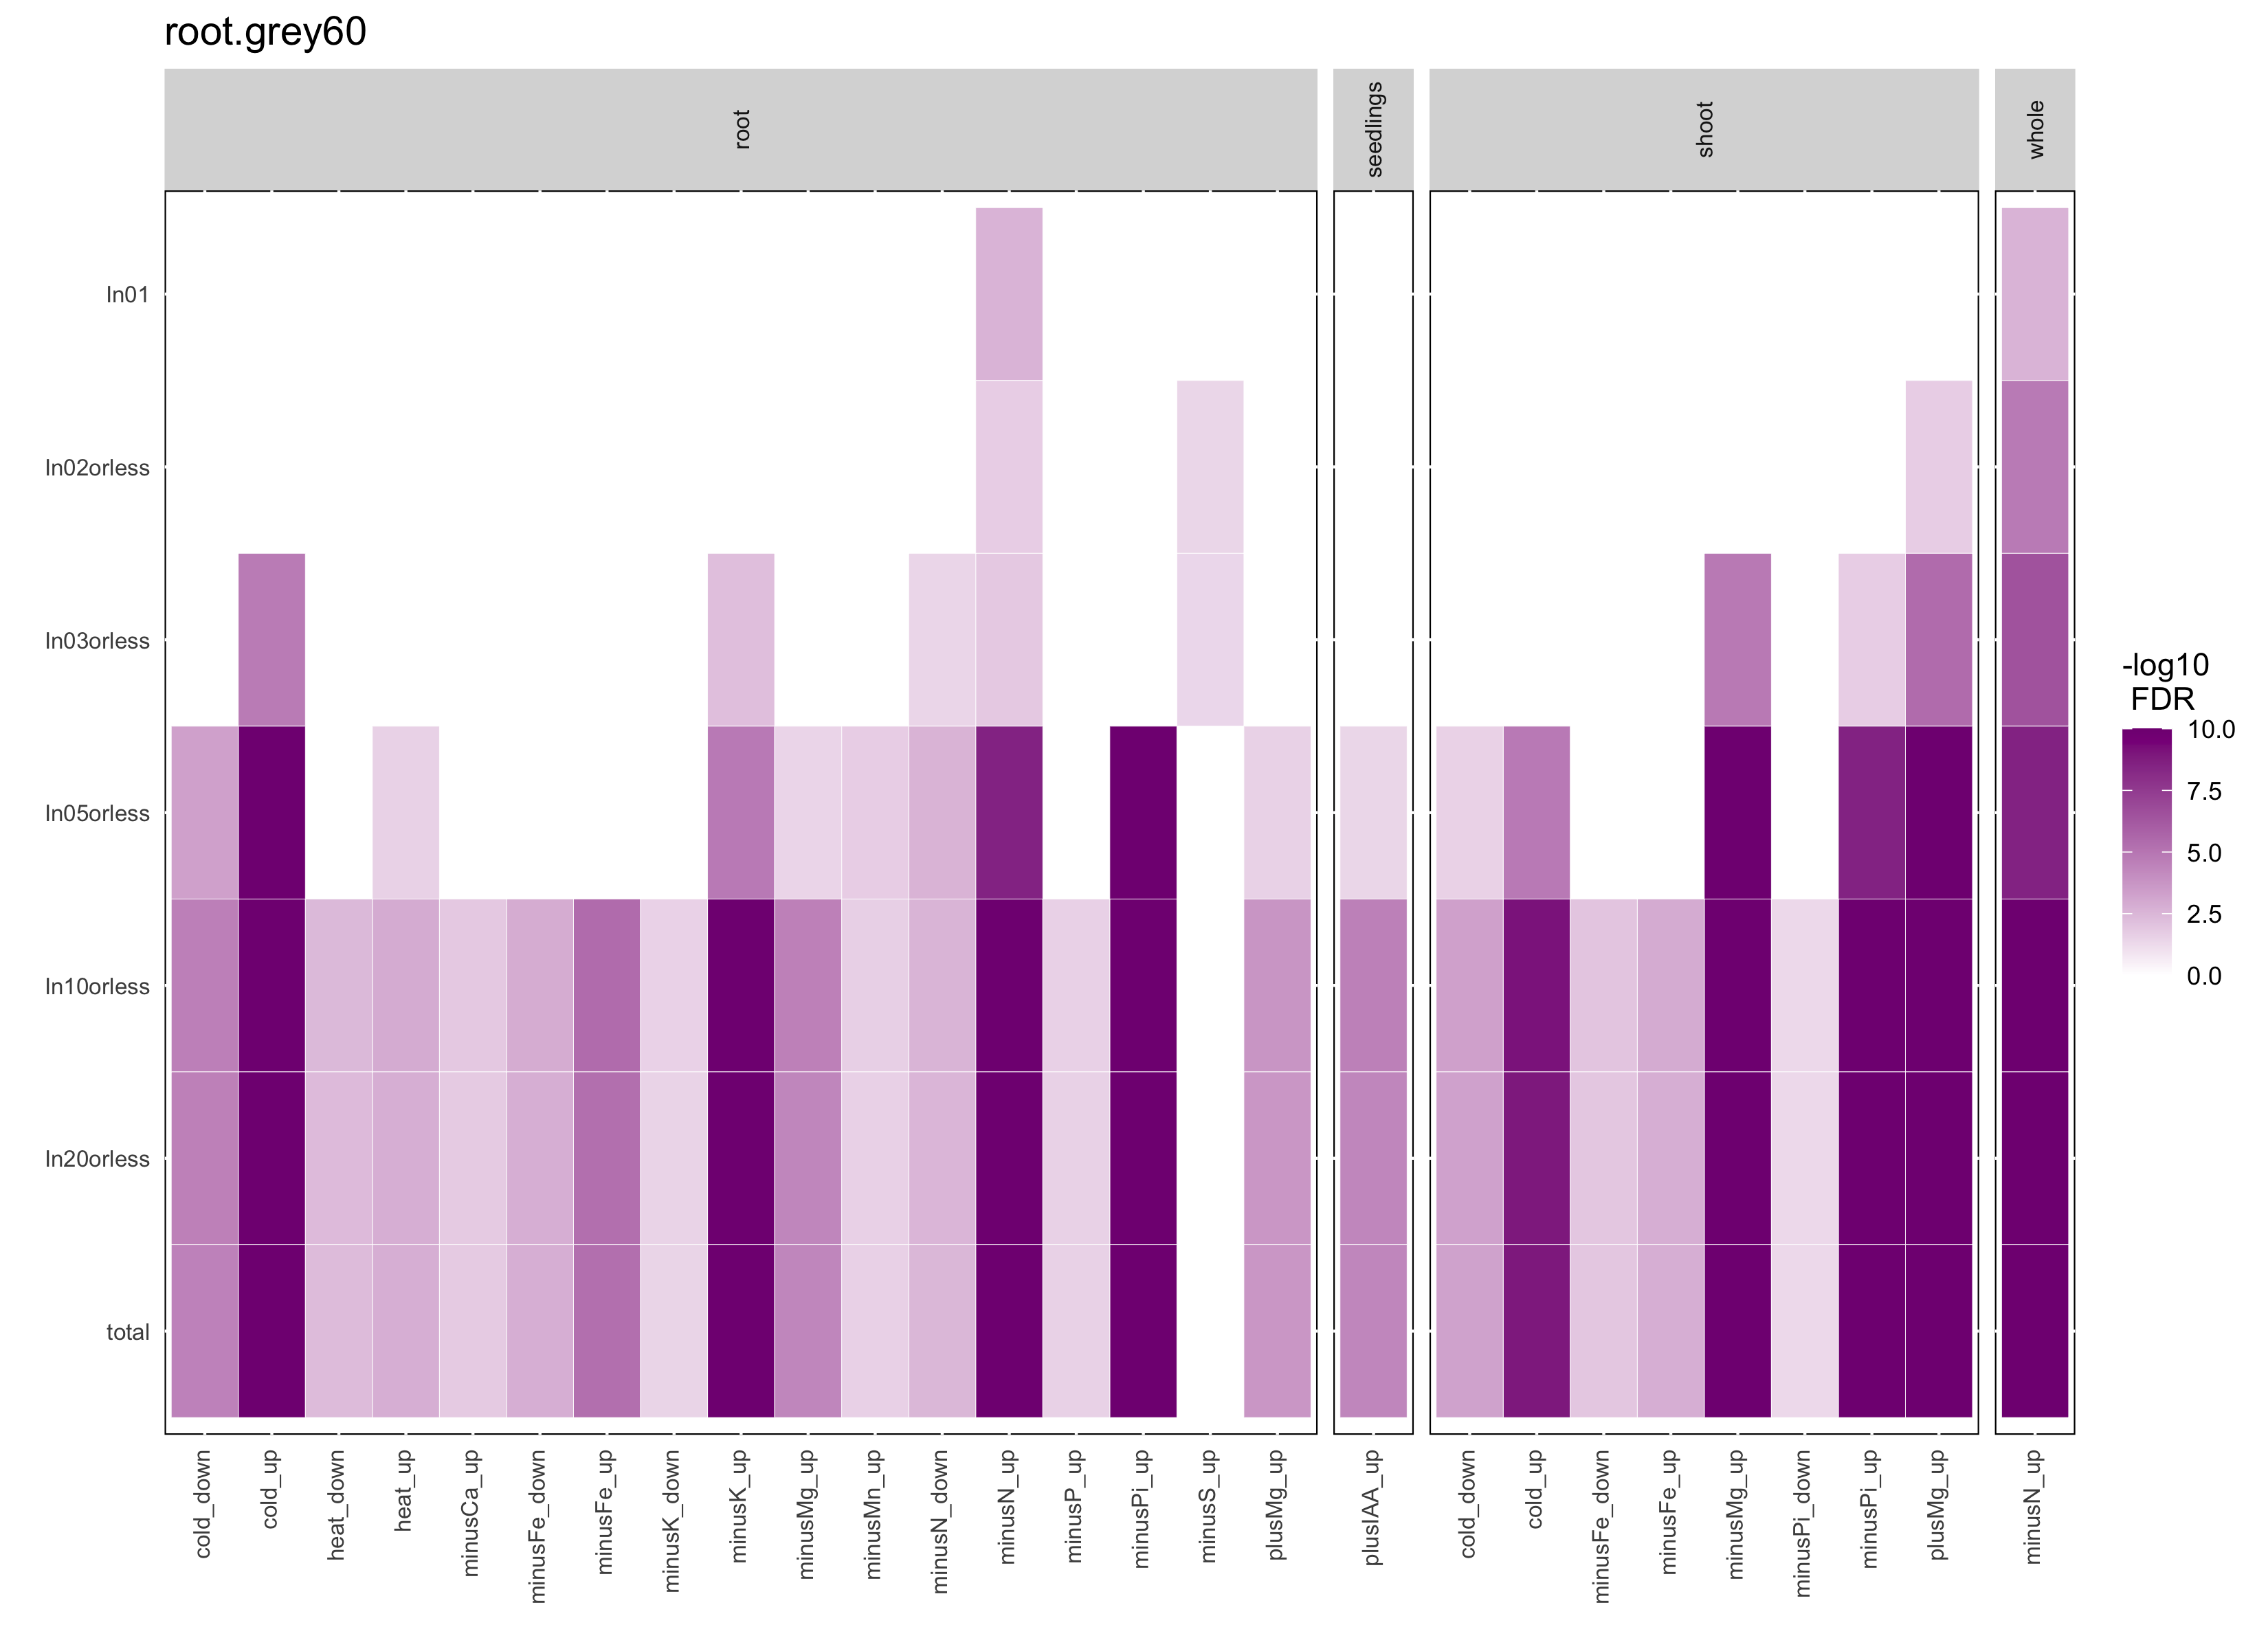 root.grey60
root
seedlings
shoot
whole
In01
In02orless
In03orless
In05orless
In10orless
In20orless
total
cold_down
cold_up
heat_down
heat_up
minusCa_up
minusFe_down
minusFe_up
minusK_down
minusK_up
minusMg_up
minusMn_up
minusN_down
minusN_up
minusP_up
minusPi_up
minusS_up
plusMg_up
plusIAA_up
cold_down
cold_up
minusFe_down
minusFe_up
minusMg_up
minusPi_down
minusPi_up
plusMg_up
minusN_up
-log10
FDR
10.0
7.5
5.0
2.5
0.0